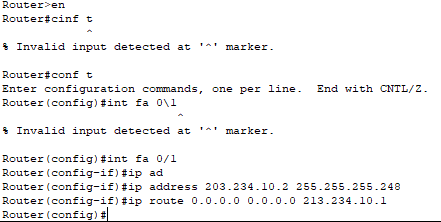 Router>en
Router#cinf t
^
% Invalid input detected at '^' marker.
Router#conf t
Enter configuration commands, one per line. End with CNTL/Z.
Router(config)#int fa 0\1
^
% Invalid input detected at '^' marker.
Router(config)#int fa 0/1
Router(config-if)#ip ad
Router(config-if)#ip address 203.234.10.2 255.255.255.248
Router(config-if)#ip route 0.0.0.0 0.0.0.0 213.234.10.1
Router(config)#